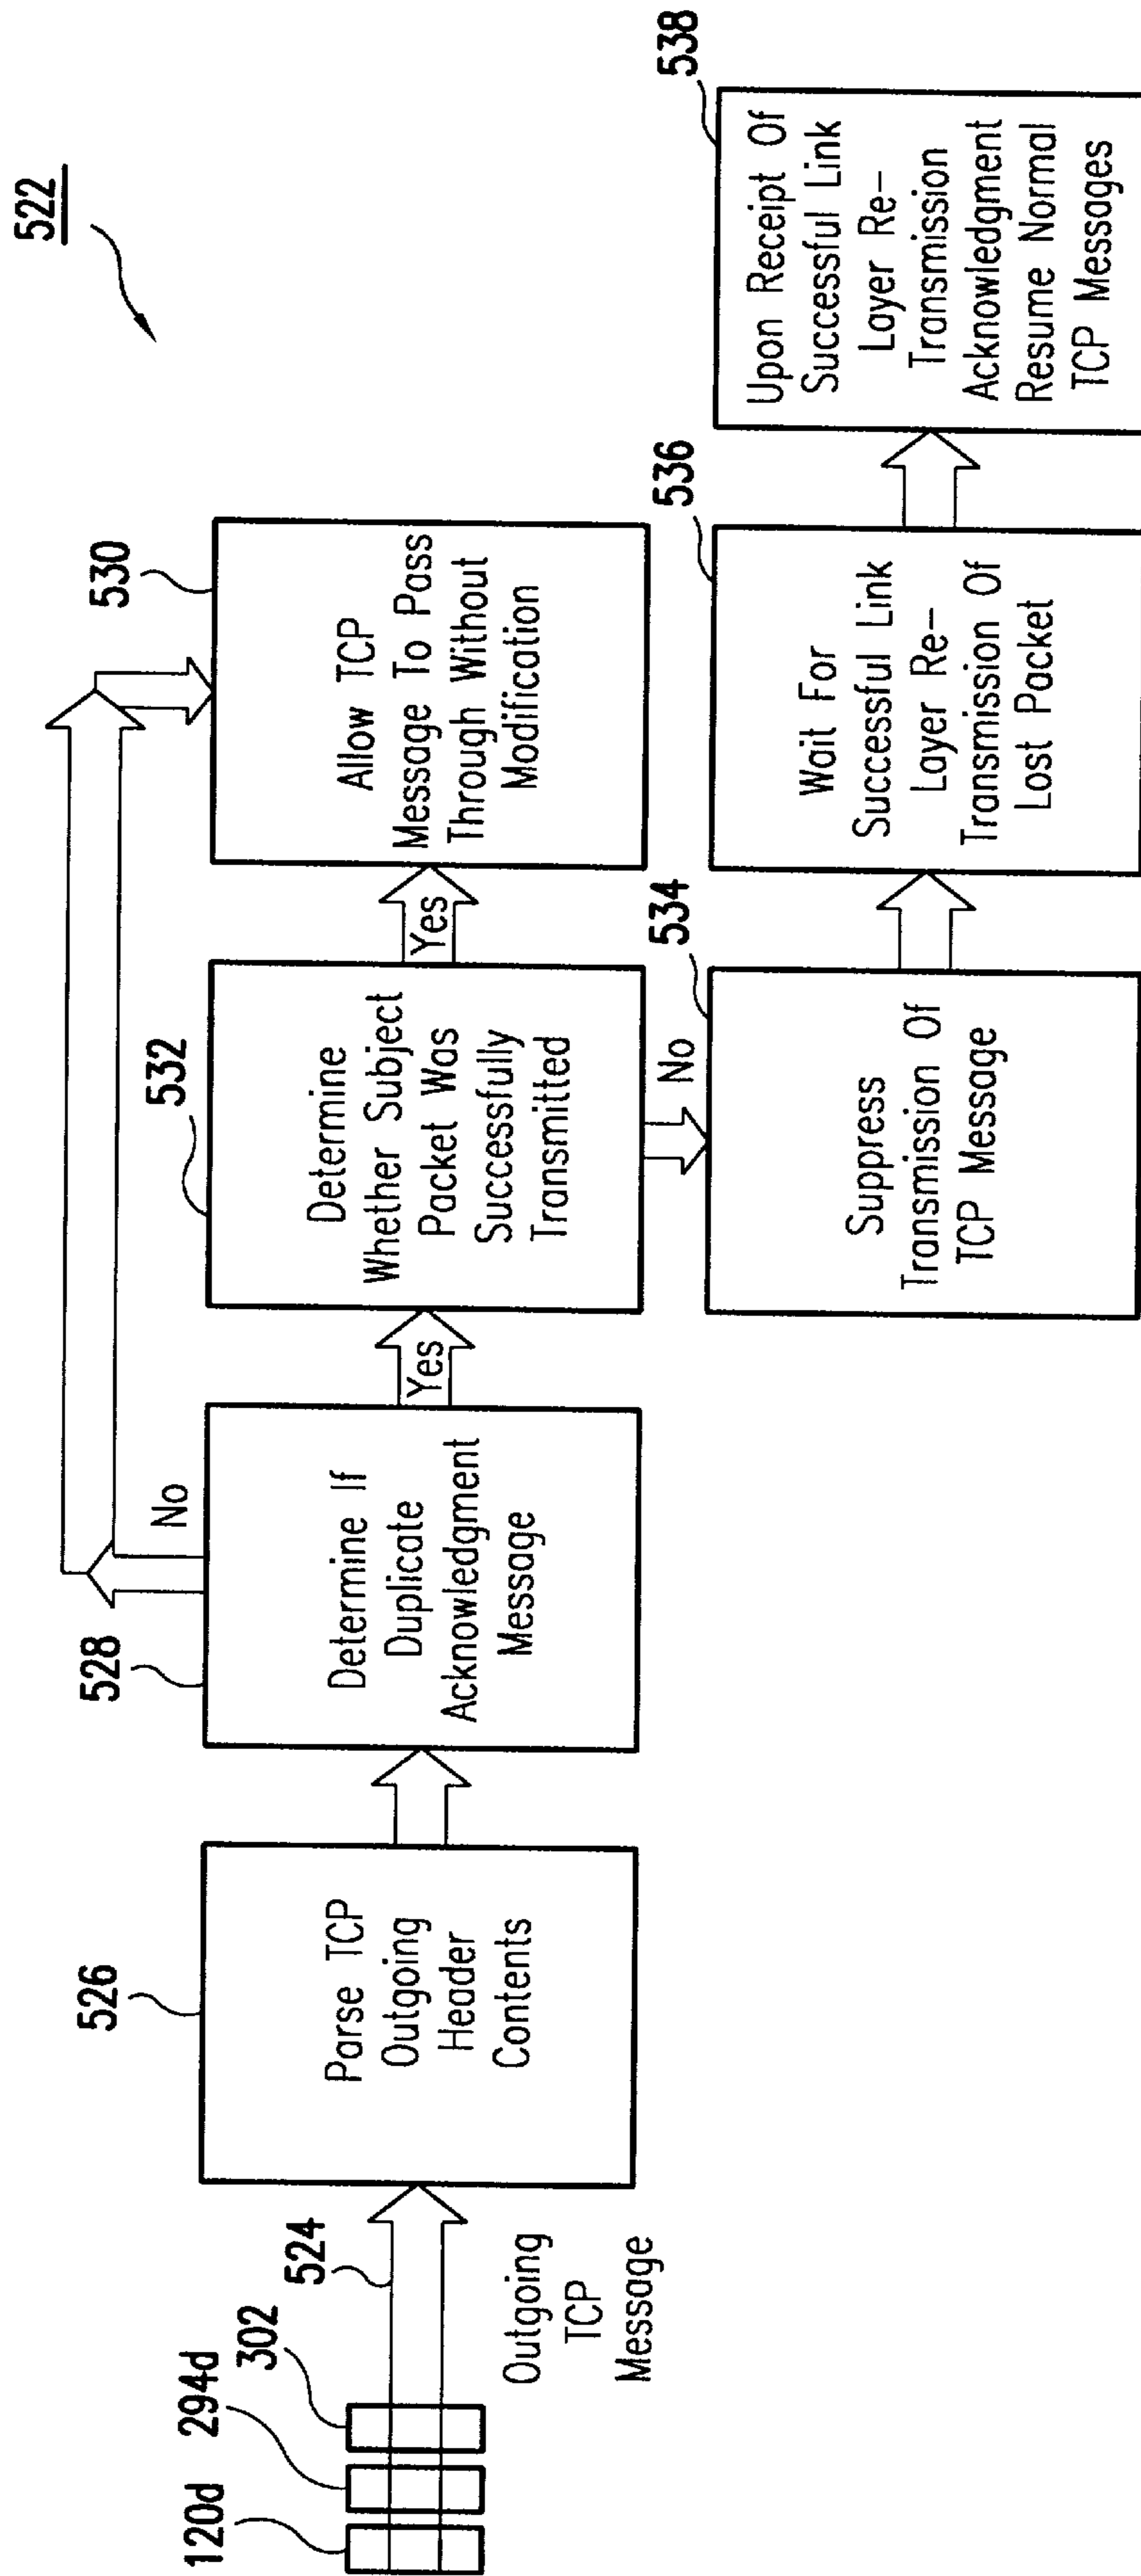 522
120d
294d
302
524
Outgoing
TCP
Message
526
Parse TCP
Outgoing
Header
Contents
528
Determine If
Duplicate
Acknowledgment
Message
No
Yes
532
Determine
Whether Subject
Packet Was
Successfully
Transmitted
Yes
No
530
Allow TCP
Message To Pass
Through Without
Modification
534
Suppress
Transmission Of
TCP Message
536
Wait For
Successful Link
Layer Re-
Transmission Of
Lost Packet
538
Upon Receipt Of
Successful Link
Layer Re-
Transmission
Acknowledgment
Resume Normal
TCP Messages